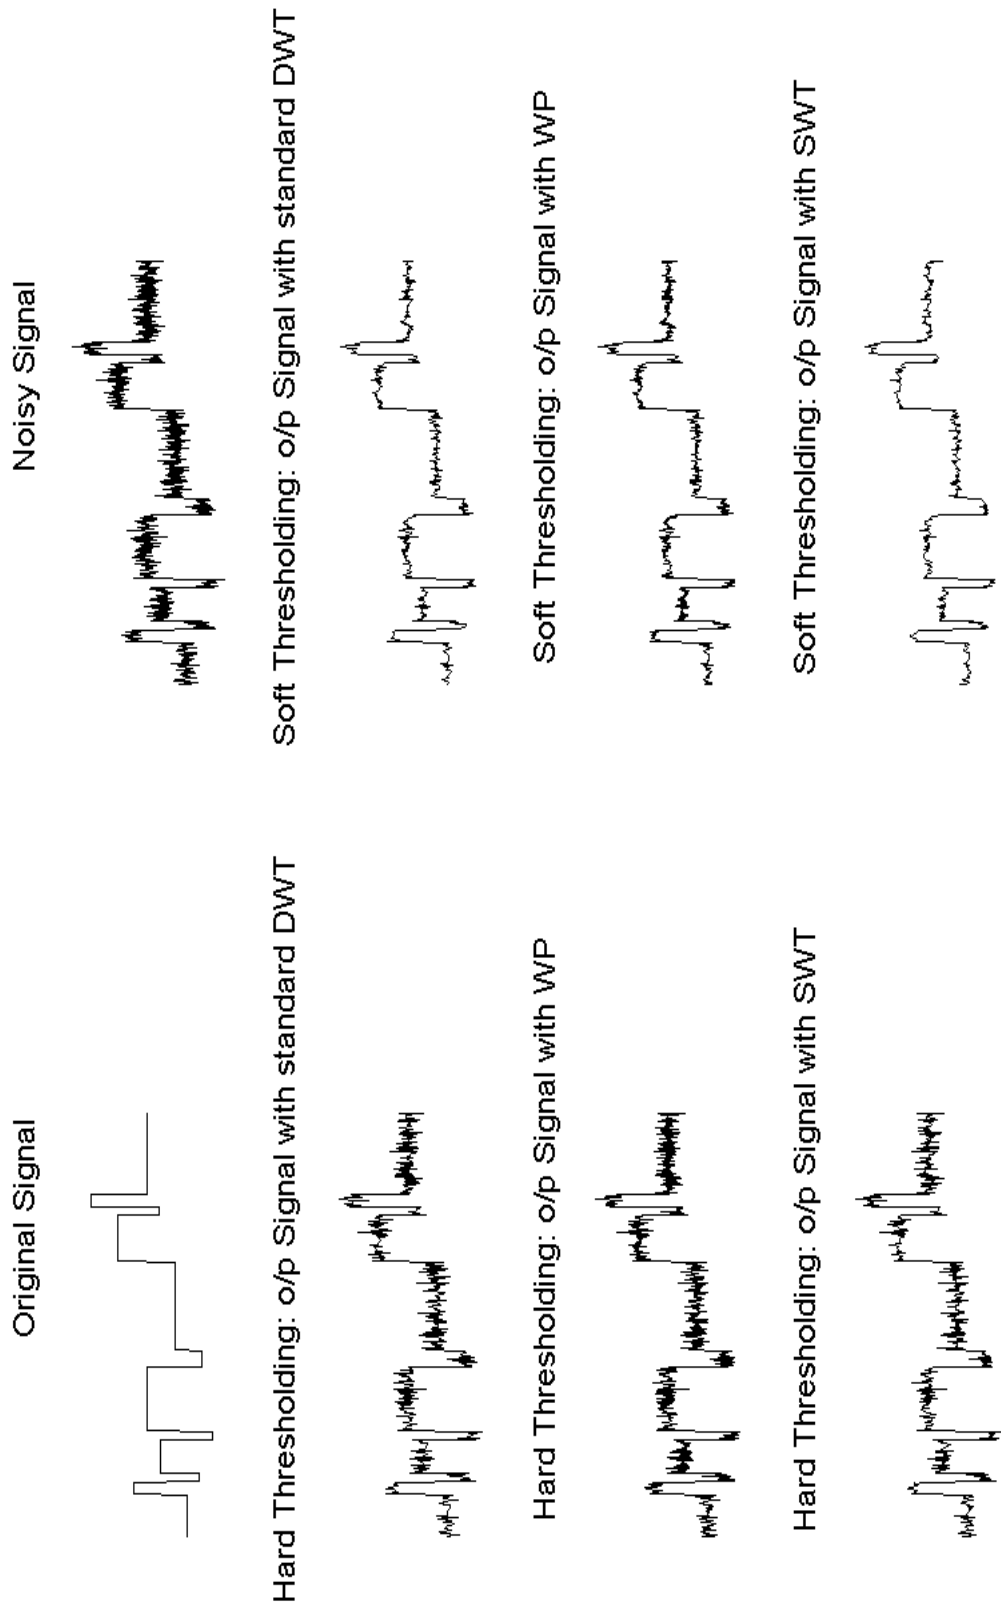 Original Signal
Noisy Signal
Hard Thresholding: o/p Signal with standard DWT
Soft Thresholding: o/p Signal with standard DWT
Hard Thresholding: o/p Signal with WP
Soft Thresholding: o/p Signal with WP
Hard Thresholding: o/p Signal with SWT
Soft Thresholding: o/p Signal with SWT